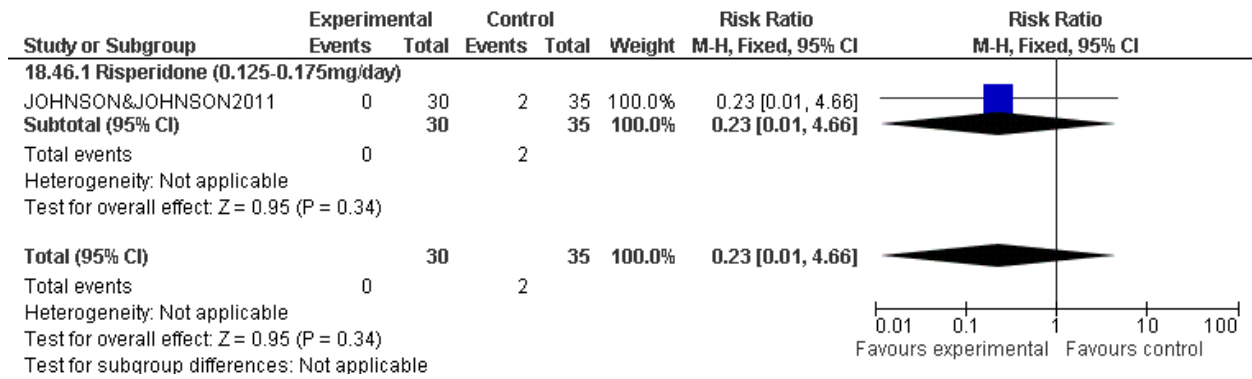 Experimental Control Risk Ratio Risk Ratio
Study or Subgroup Events Total Events Total Weight M-H, Fixed, 95% CI M-H, Fixed, 95% CI
18.46.1 Risperidone (0.125-0.175mg/day)
JOHNSON&JOHNSON2011 0 30 2 35 100.0% 0.23 [0.01, 4.66]
Subtotal (95% CI) 30 35 100.0% 0.23 [0.01, 4.66]
Total events 0 2
Heterogeneity: Not applicable
Test for overall effect: Z = 0.95 (P = 0.34)
Total (95% CI) 30 35 100.0% 0.23 [0.01, 4.66]
Total events 0 2
Heterogeneity: Not applicable
Test for overall effect: Z = 0.95 (P = 0.34)
Test for subgroup differences: Not applicable
0.01 0.1 1 10 100
Favours experimental Favours control